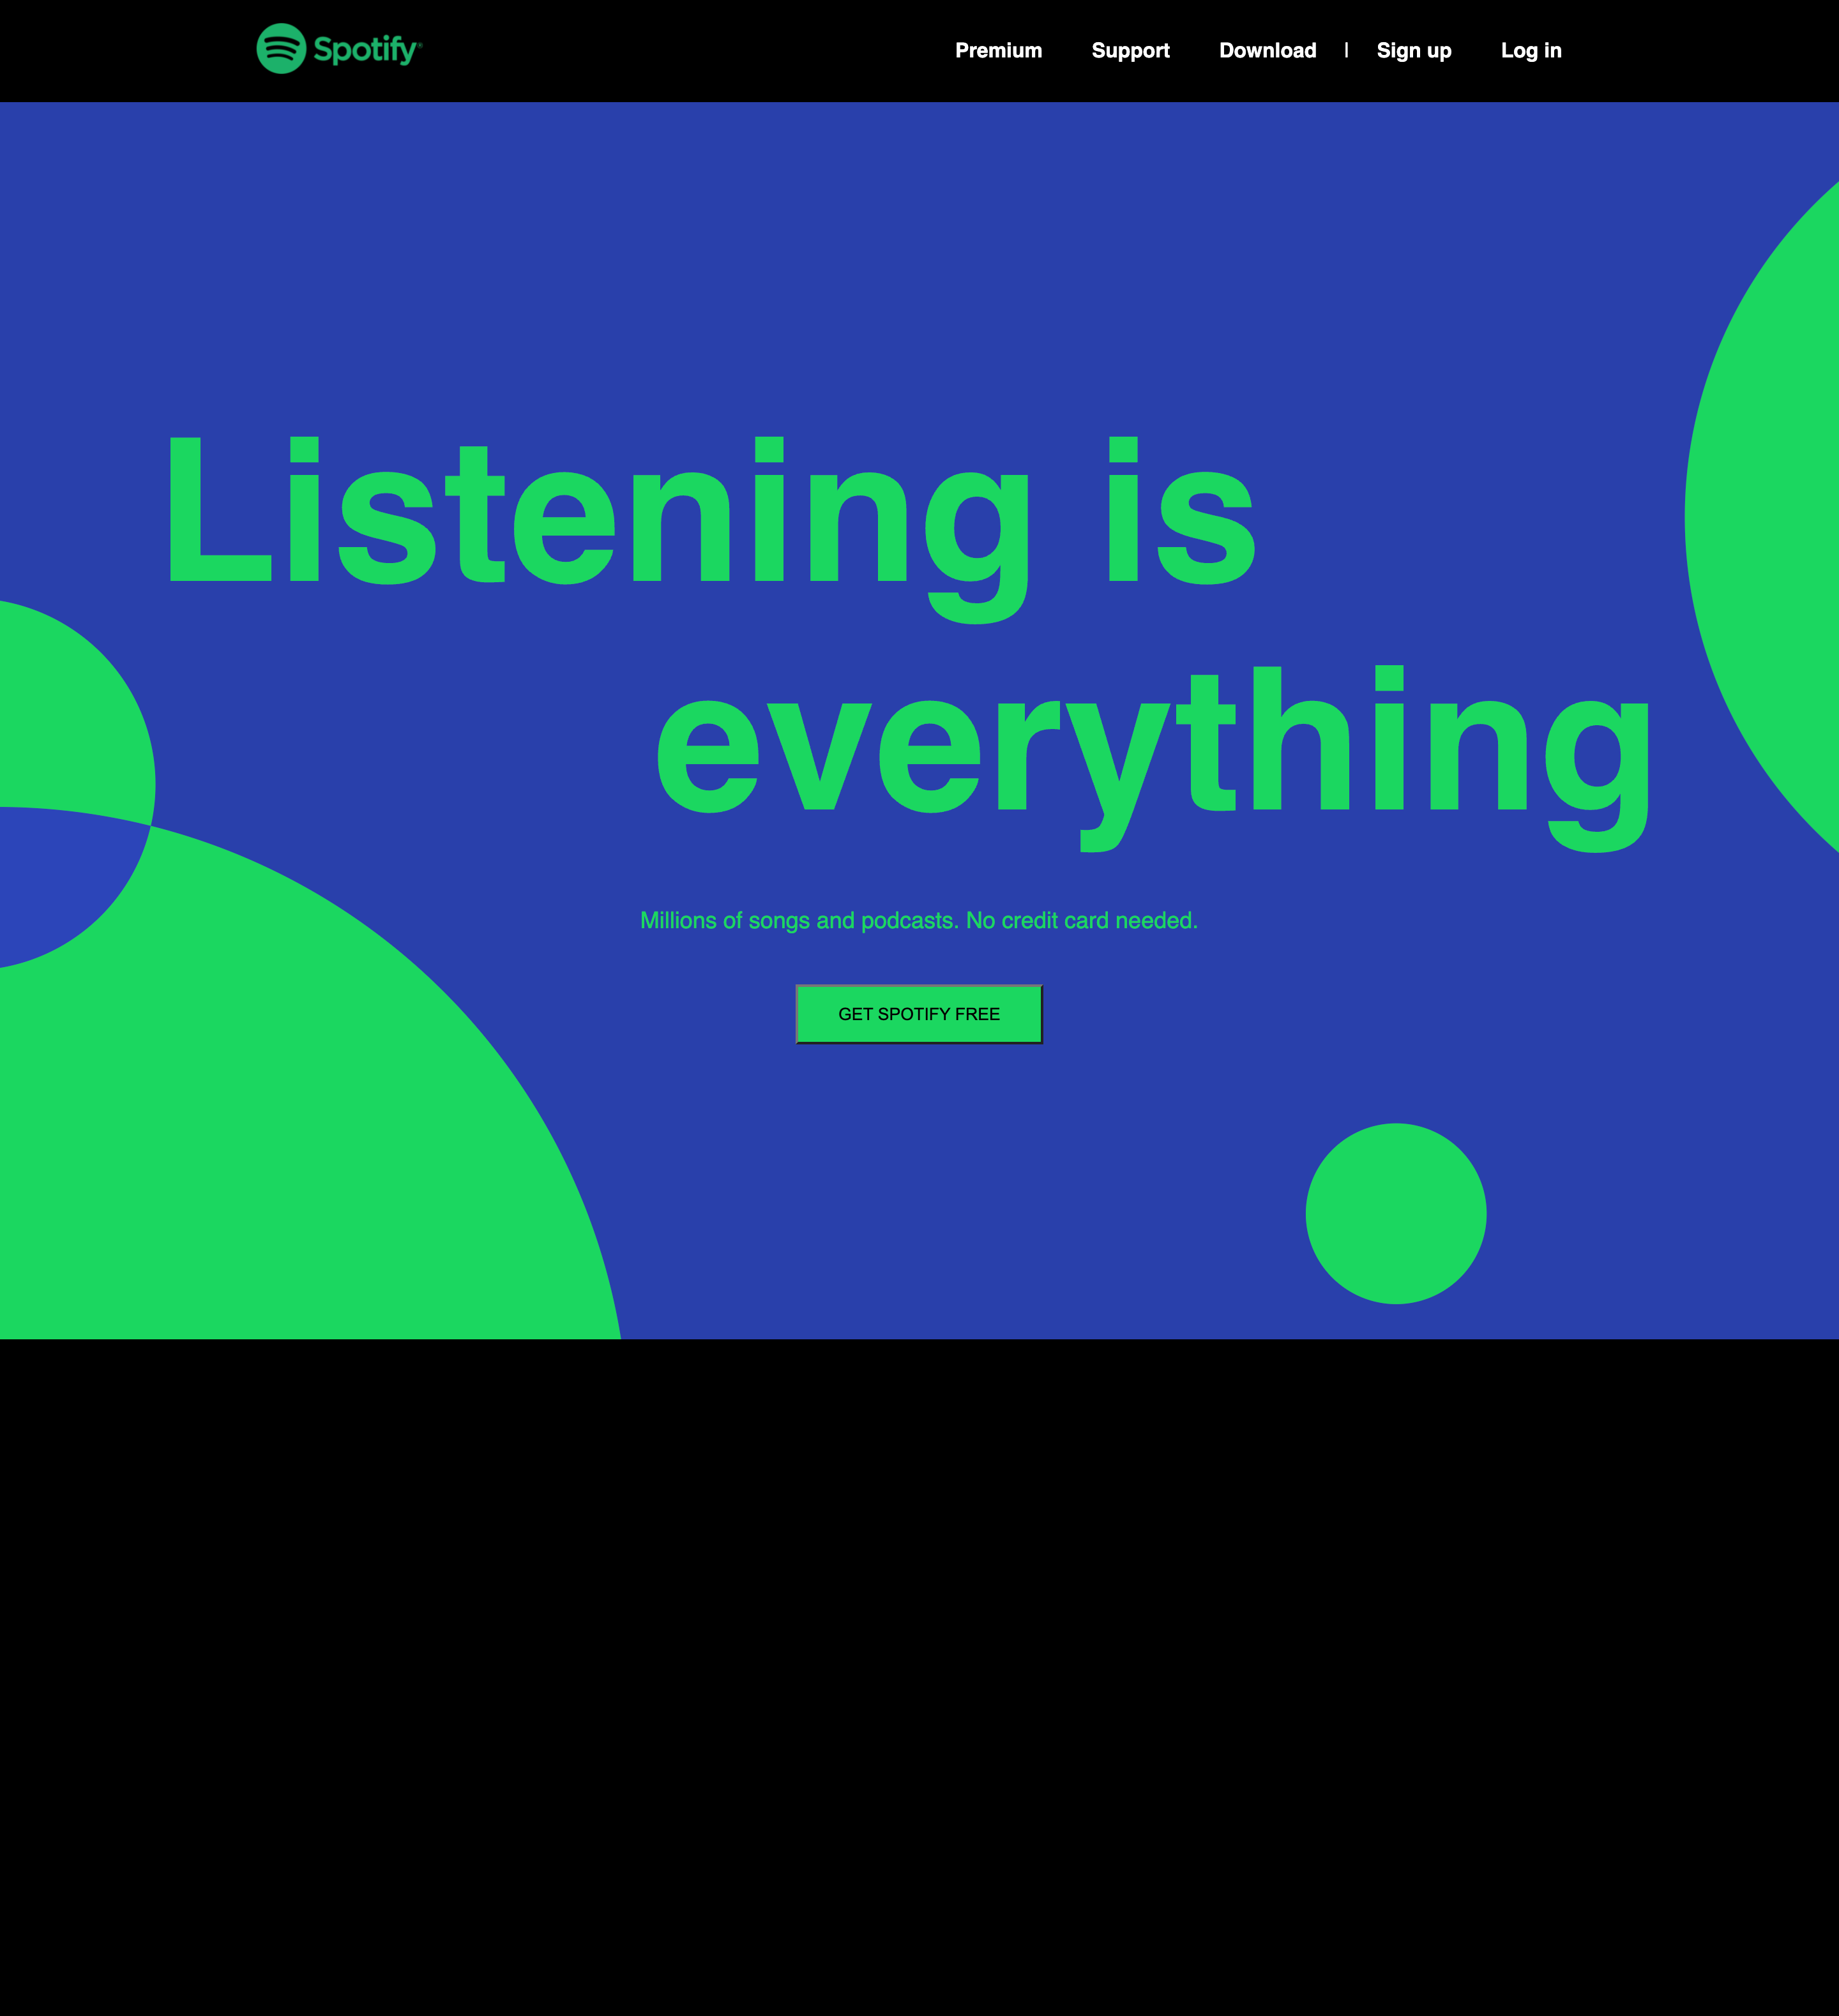 Spotify®
Premium Support Download | Sign up Log in
Listening is
everything
Millions of songs and podcasts. No credit card needed.
GET SPOTIFY FREE